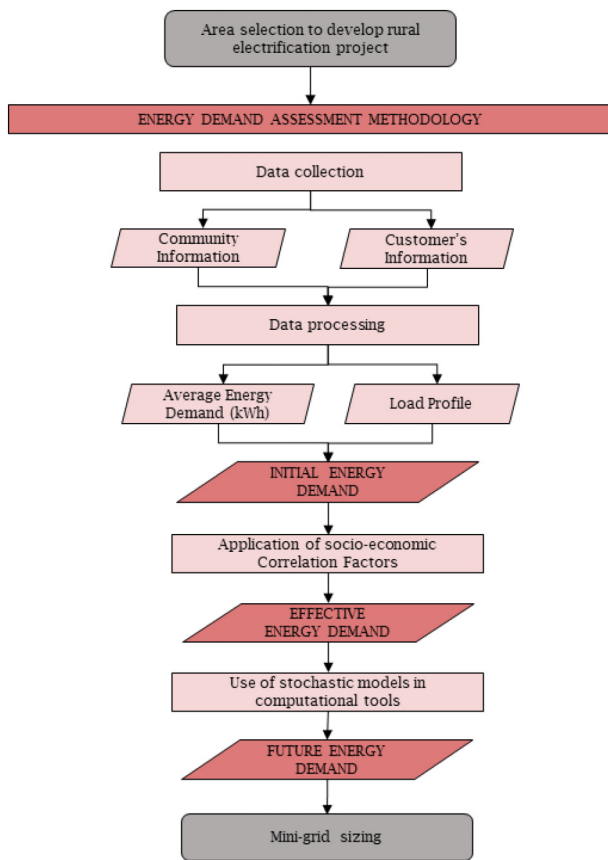 Area selection to develop rural
electrification project
ENERGY DEMAND ASSESSMENT METHODOLOGY
Data collection
Community
Information
Customer's
Information
Data processing
Average Energy
Demand (kWh)
Load Profile
INITIAL ENERGY
DEMAND
Application of socio-economic
Correlation Factors
EFFECTIVE
ENERGY DEMAND
Use of stochastic models in
computational tools
FUTURE ENERGY
DEMAND
Mini-grid sizing